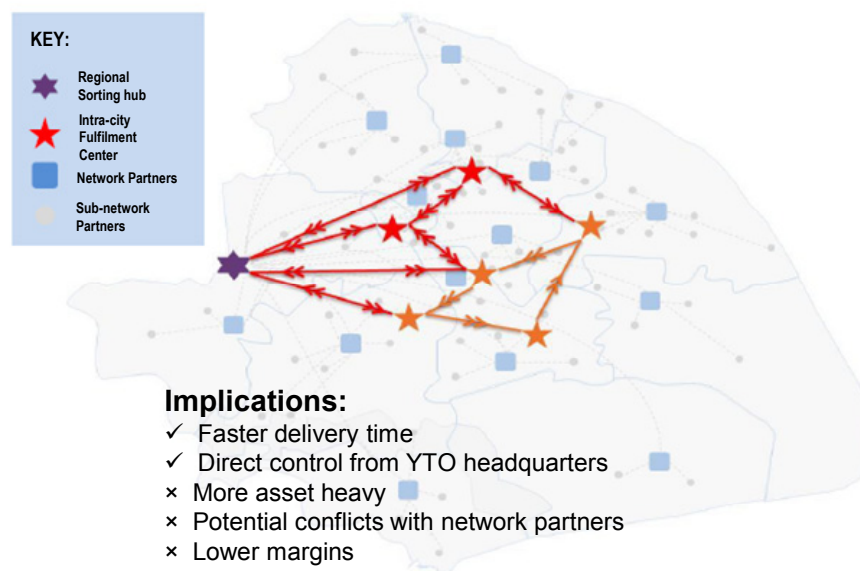 KEY:
Regional
Sorting hub
Intra-city
Fulfilment
Center
Network Partners
Sub-network
Partners
Implications:
✓ Faster delivery time
✓ Direct control from YTO headquarters
× More asset heavy
× Potential conflicts with network partners
× Lower margins